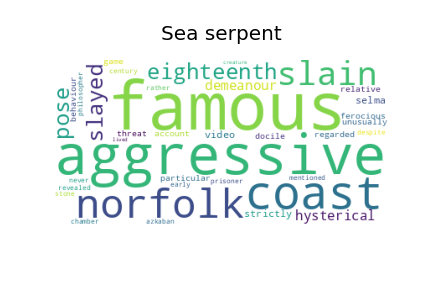 Sea serpent
game
century
creature
eighteenth
slain
demeanour
rather
relative
selma
behaviour
philosopher
slayed
famous
pose
ferocious
unusually
threat
account
video
docile
regarded
despite
lived
aggressive
never
revealed
stone
particular
early
prisoner
mentioned
norfolk
coast
strictly
hysterical
chamber
azkaban